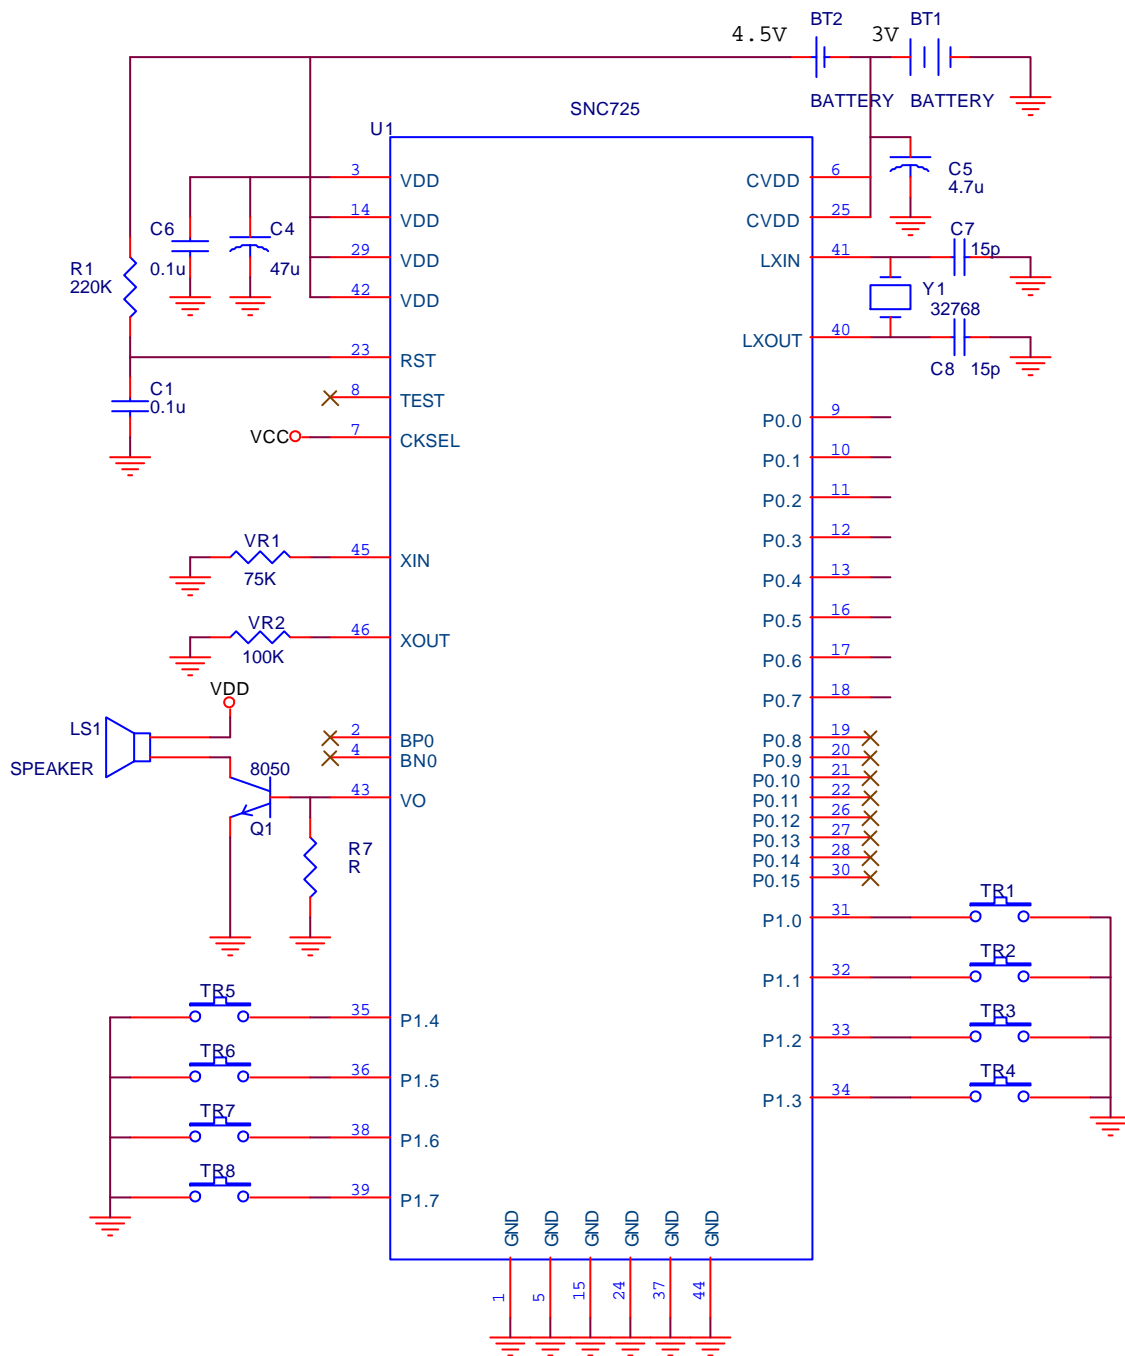 BT2
BT1
4.5V
3V
BATTERY
BATTERY
SNC725
U1
3
VDD
14
VDD
29
VDD
42
VDD
C6
0.1u
C4
47u
R1
220K
23
RST
C1
0.1u
8
TEST
VCC
7
CKSEL
VR1
75K
45
XIN
VR2
100K
46
XOUT
VDD
LS1
SPEAKER
2
BP0
4
BN0
8050
Q1
43
VO
R7
R
TR5
35
P1.4
TR6
36
P1.5
TR7
38
P1.6
TR8
39
P1.7
CVDD
6
CVDD
25
C5
4.7u
LXIN
41
C7
15p
Y1
32768
LXOUT
40
C8
15p
P0.0
9
P0.1
10
P0.2
11
P0.3
12
P0.4
13
P0.5
16
P0.6
17
P0.7
18
P0.8
19
P0.9
20
P0.10
21
P0.11
22
P0.12
26
P0.13
27
P0.14
28
P0.15
30
P1.0
31
TR1
P1.1
32
TR2
P1.2
33
TR3
P1.3
34
TR4
GND
GND
GND
GND
GND
GND
1
5
15
24
37
44